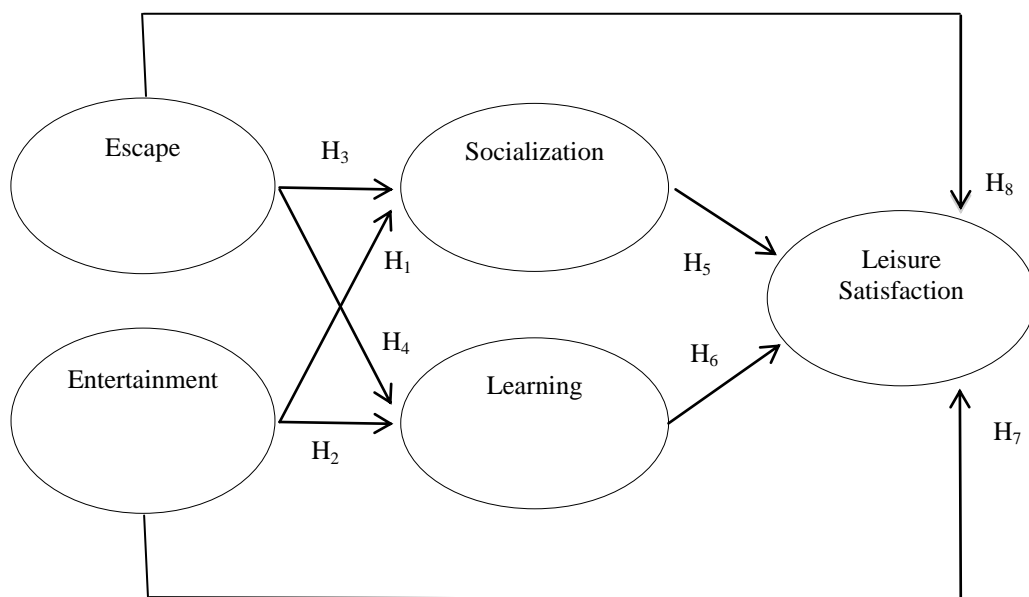 Escape
H₃
Socialization
H₈
H₁
H₅
Leisure
Satisfaction
H₄
Entertainment
H₆
Learning
H₂
H₇